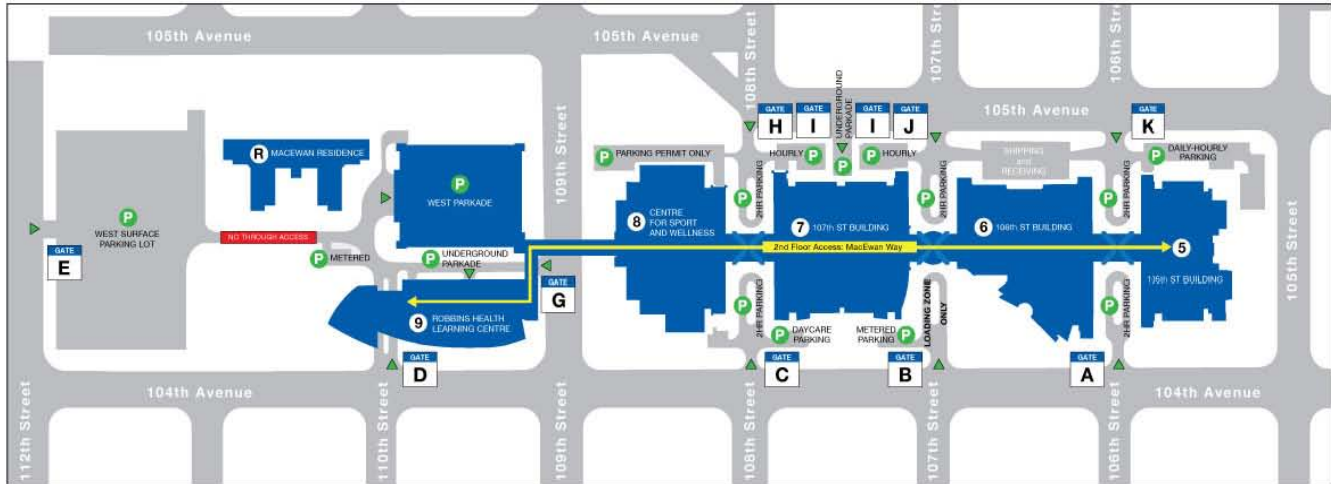 105th Avenue
105th Avenue
108th Street
107th Street
106th Street
105th Avenue
GATE
H
GATE
I
UNDERGROUND
PARKADE
GATE
I
GATE
J
GATE
K
R MACEWAN RESIDENCE
P
WEST PARKADE
109th Street
P PARKING PERMIT ONLY
HOURLY P
P
P HOURLY
SHIPPING
and
RECEIVING
P DAILY-HOURLY
PARKING
P
2HR PARKING
P
2HR PARKING
P
2HR PARKING
P
WEST SURFACE
PARKING LOT
GATE
E
NO THROUGH ACCESS
P METERED
P UNDERGROUND
PARKADE
GATE
G
8 CENTRE
FOR SPORT
AND WELLNESS
7 107th ST BUILDING
6 106th ST BUILDING
2nd Floor Access: MacEwan Way
5
105th ST BUILDING
9 ROBBINS HEALTH
LEARNING CENTRE
P
2HR PARKING
P DAYCARE
PARKING
METERED P
PARKING
LOADING ZONE
ONLY
P
2HR PARKING
105th Street
GATE
D
GATE
C
GATE
B
GATE
A
104th Avenue
104th Avenue
112th Street
110th Street
109th Street
108th Street
107th Street
106th Street